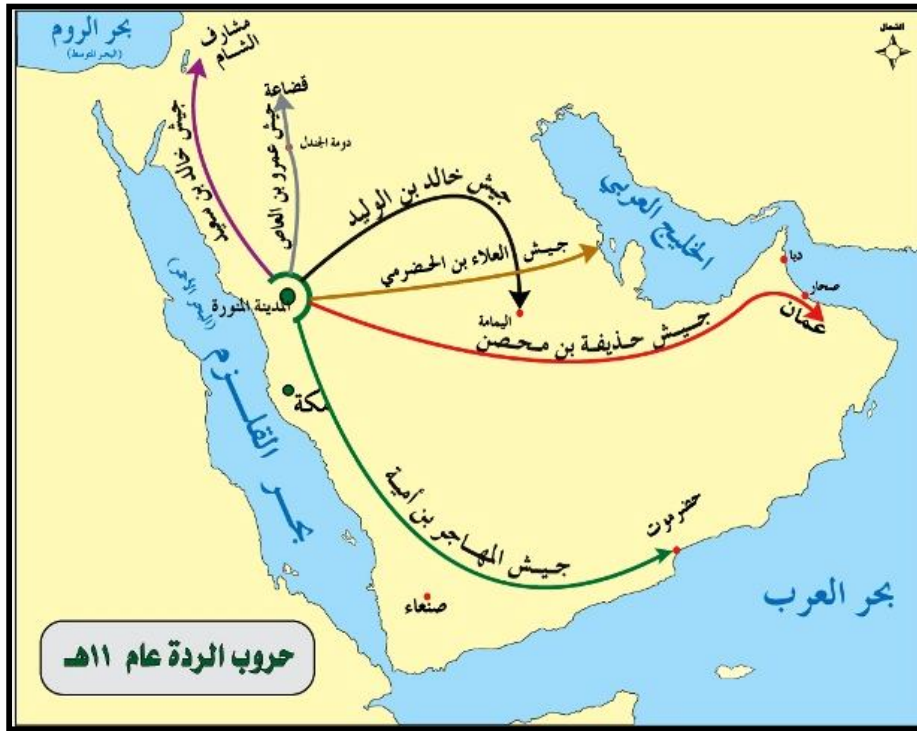 بحر الروم
(البحر المتوسط)
مشارف
الشام
الشمال
قضاعة
دومة الجندل
جيش خالد بن سعيد
جيش عمرو بن العاص
جيش خالد بن الوليد
الخليج العربي
جيش العلاء بن الحضرمي
دبا
صحار
عمان
المدينة المنورة
اليمامة
جيش حذيفة بن محصن
بحر القلزم
(البحر الأحمر)
مكة
جيش المهاجر بن أمية
حضرموت
صنعاء
بحر العرب
حروب الردة عام ١١هـ